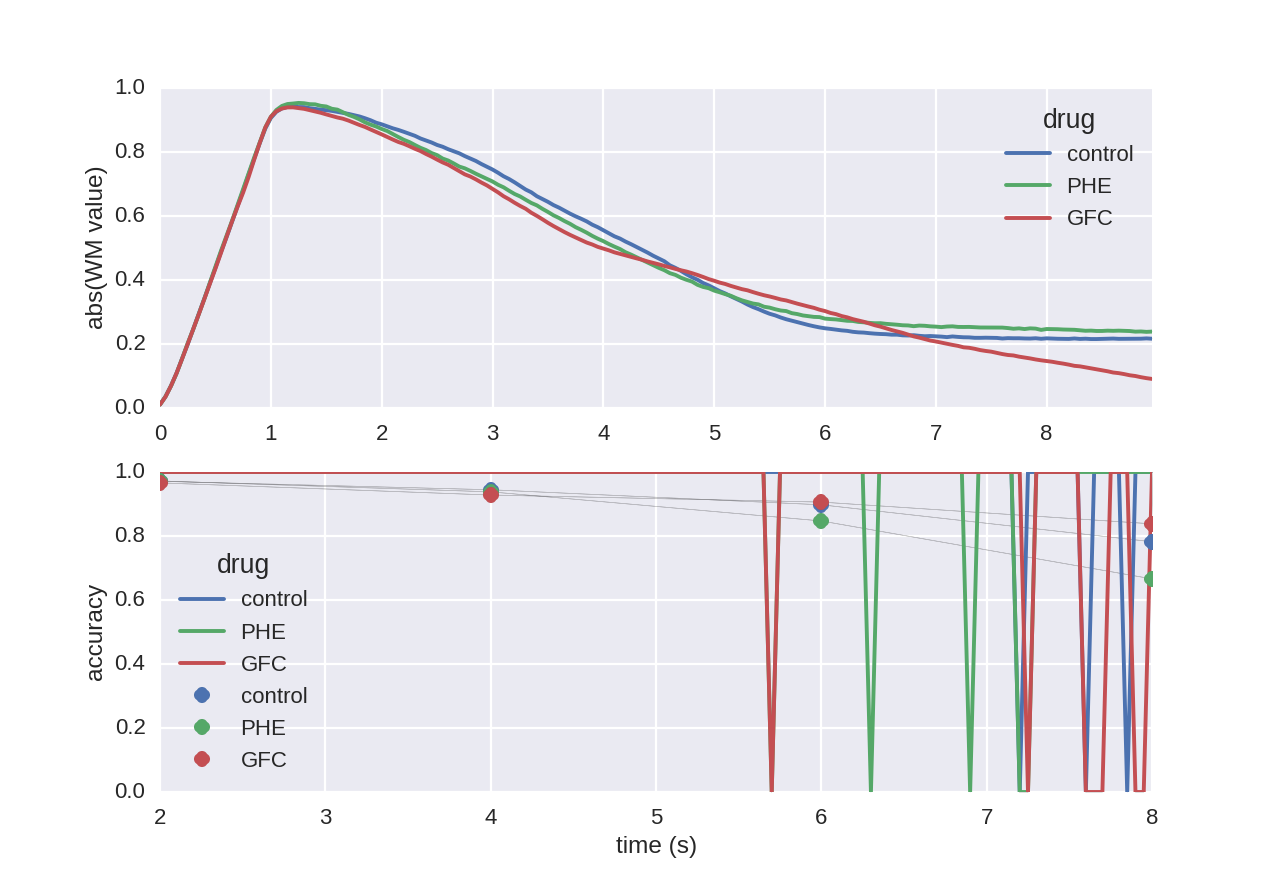 1.0
0.8
0.6
0.4
0.2
0.0
abs(WM value)
drug
control
PHE
GFC
0 1 2 3 4 5 6 7 8
1.0
0.8
0.6
0.4
0.2
0.0
accuracy
drug
control
PHE
GFC
control
PHE
GFC
2 3 4 5 6 7 8
time (s)